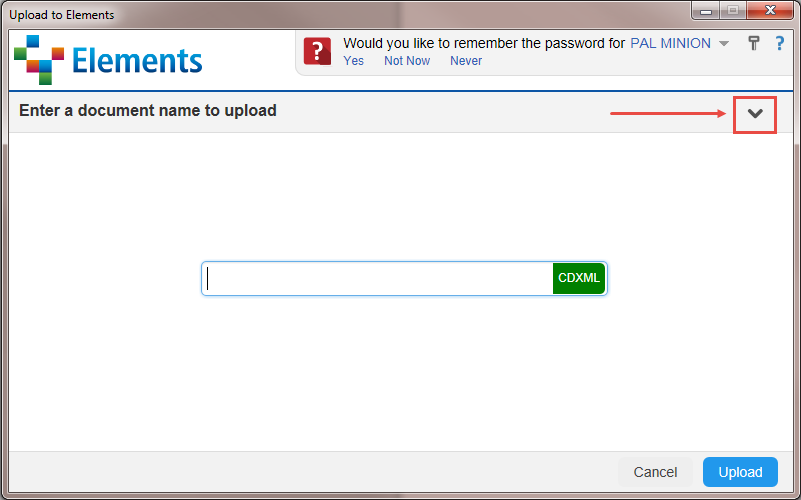 Upload to Elements
Elements
? Would you like to remember the password for PAL MINION ?
Yes Not Now Never
Enter a document name to upload
CDXML
Cancel Upload